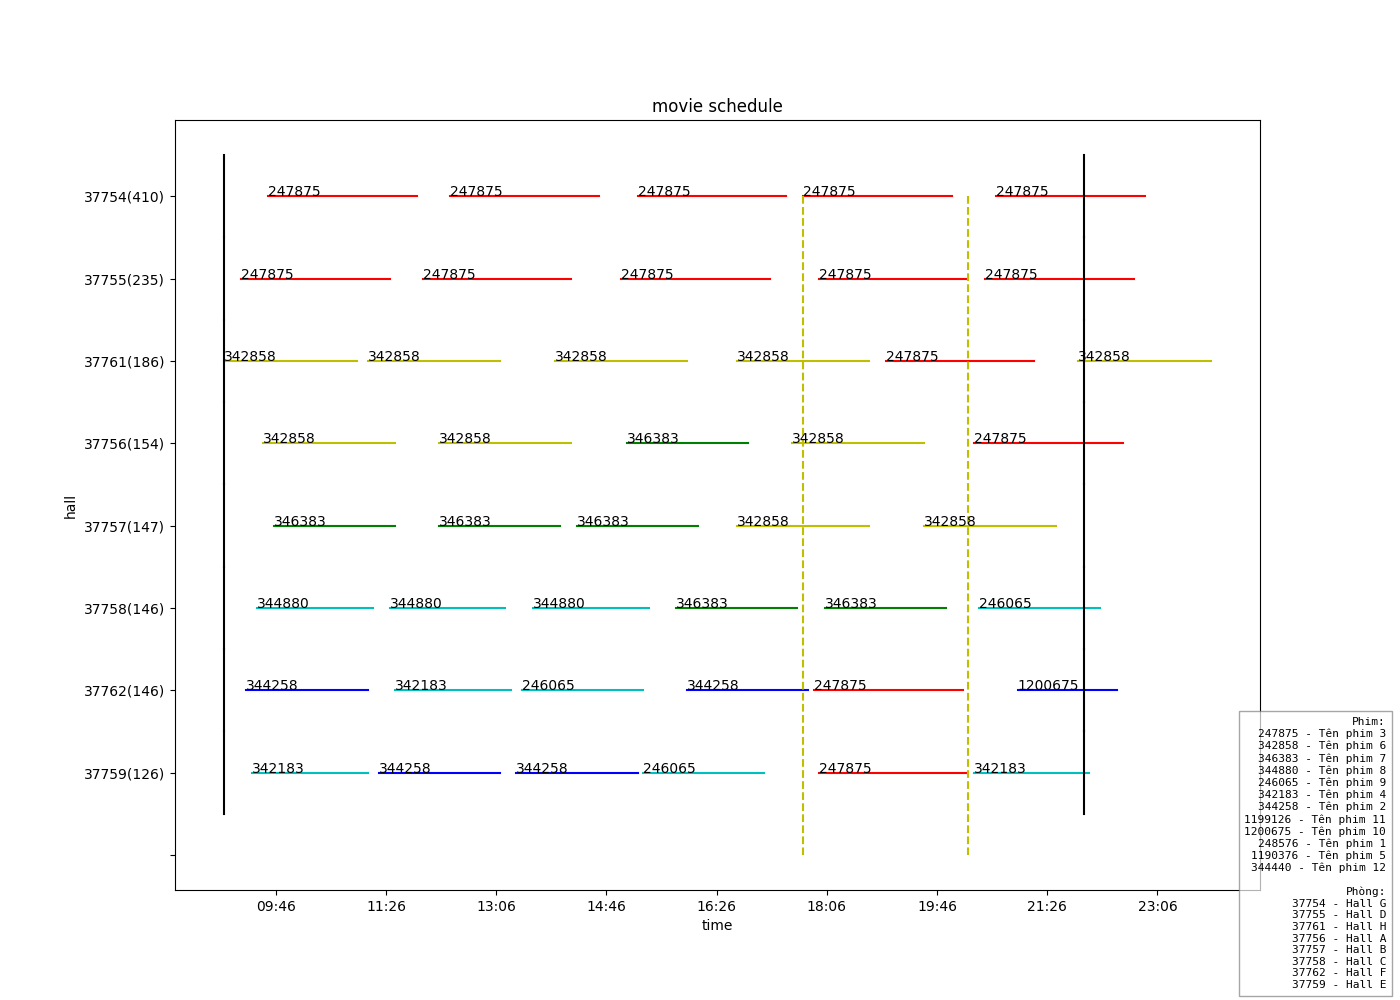 movie schedule
37754(410)
247875 247875 247875 247875 247875
37755(235)
247875 247875 247875 247875 247875
37761(186)
342858 342858 342858 342858 247875 342858
37756(154)
342858 342858 346383 342858 247875
hall
37757(147)
346383 346383 346383 342858 342858
37758(146)
344880 344880 344880 346383 346383 246065
37762(146)
344258 342183 246065 344258 247875 1200675
37759(126)
342183 344258 344258 246065 247875 342183
09:46 11:26 13:06 14:46 16:26 18:06 19:46 21:26 23:06
time
Phim:
247875 - Tên phim 3
342858 - Tên phim 6
346383 - Tên phim 7
344880 - Tên phim 8
246065 - Tên phim 9
342183 - Tên phim 4
344258 - Tên phim 2
1199126 - Tên phim 11
1200675 - Tên phim 10
248576 - Tên phim 1
1190376 - Tên phim 5
344440 - Tên phim 12
Phòng:
37754 - Hall G
37755 - Hall D
37761 - Hall H
37756 - Hall A
37757 - Hall B
37758 - Hall C
37762 - Hall F
37759 - Hall E